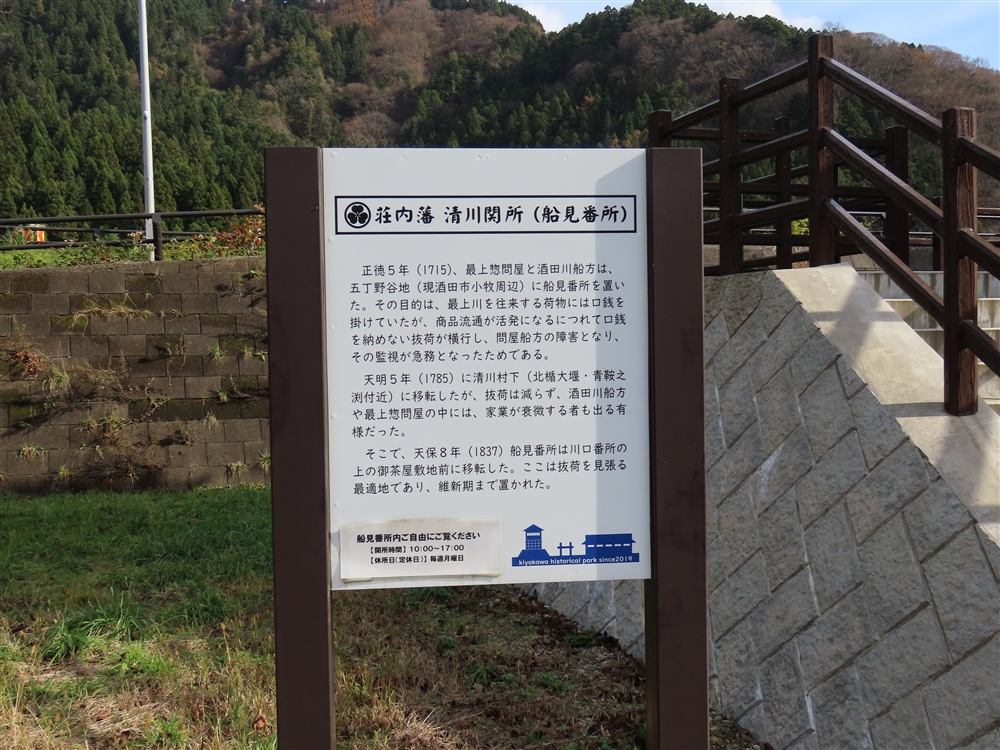 荘内藩 清川関所 (船見番所)
正徳5年(1715)、最上惣問屋と酒田川船方は、
五丁野谷地(現酒田市小牧周辺)に船見番所を置い
た。その目的は、最上川を往来する荷物には口銭を
掛けていたが、商品流通が活発になるにつれて口銭
を納めない抜荷が横行し、問屋船方の障害となり、
その監視が急務となったためである。
天明5年(1785)に清川村下(北楯大堰・青鞍之
渕付近)に移転したが、抜荷は減らず、酒田川船方
や最上惣問屋の中には、家業が衰微する者も出る有
様だった。
そこで、天保8年(1837)船見番所は川口番所の
上の御茶屋敷地前に移転した。ここは抜荷を見張る
最適地であり、維新期まで置かれた。
船見番所内ご自由にご覧ください
【開所時間】10:00~17:00
【休所日(定休日)】毎週月曜日
kiyokawa historical park since2019